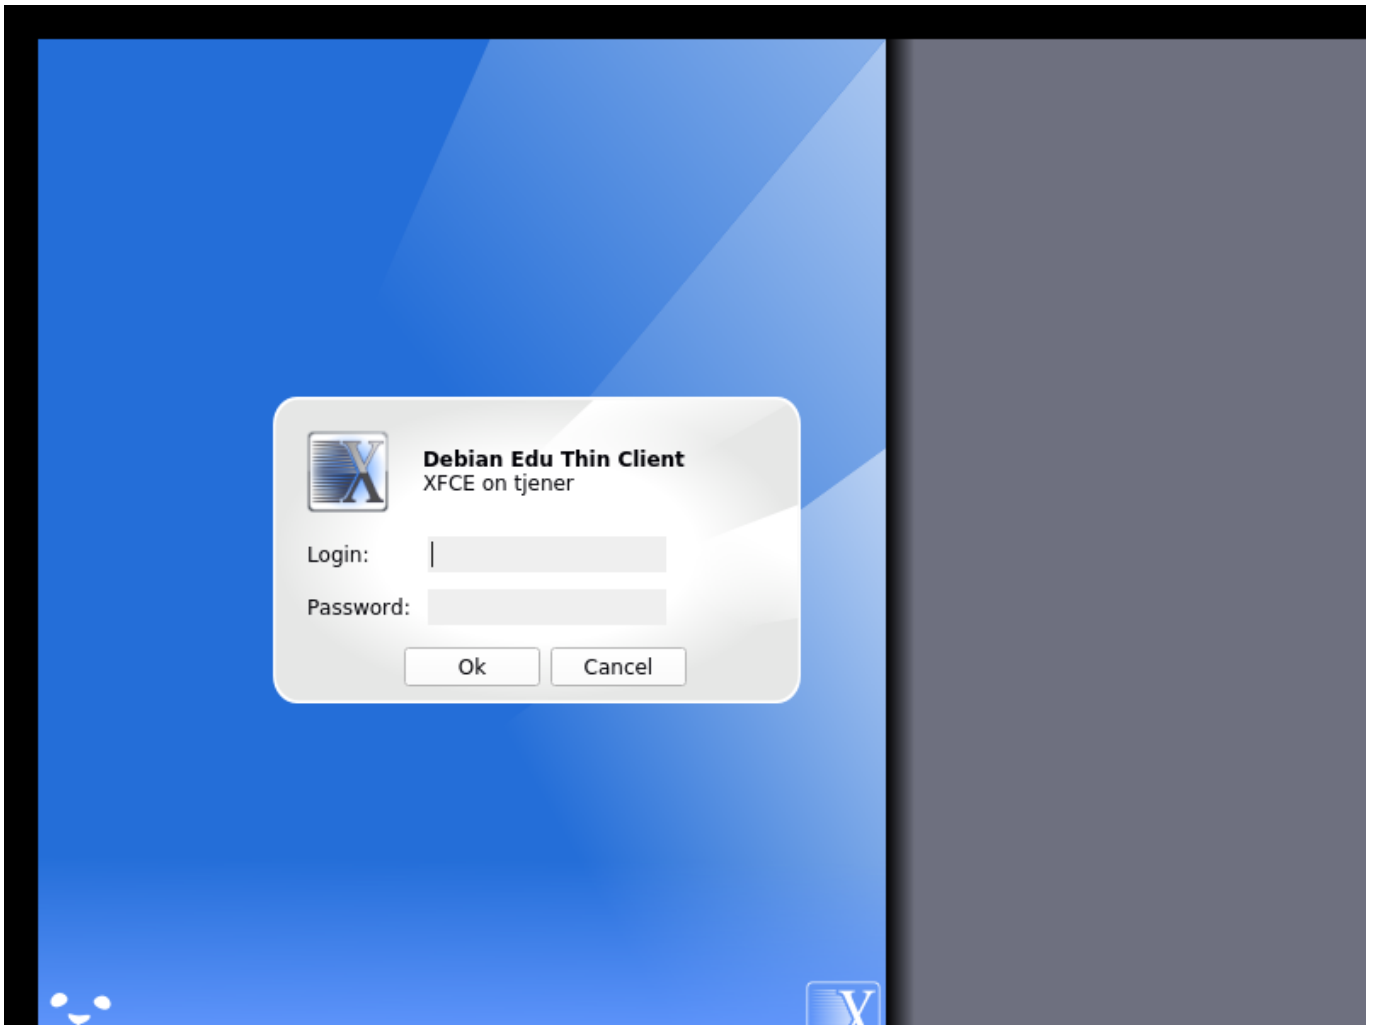 Debian Edu Thin Client
XFCE on tjener
Login:
Password:
Ok
Cancel